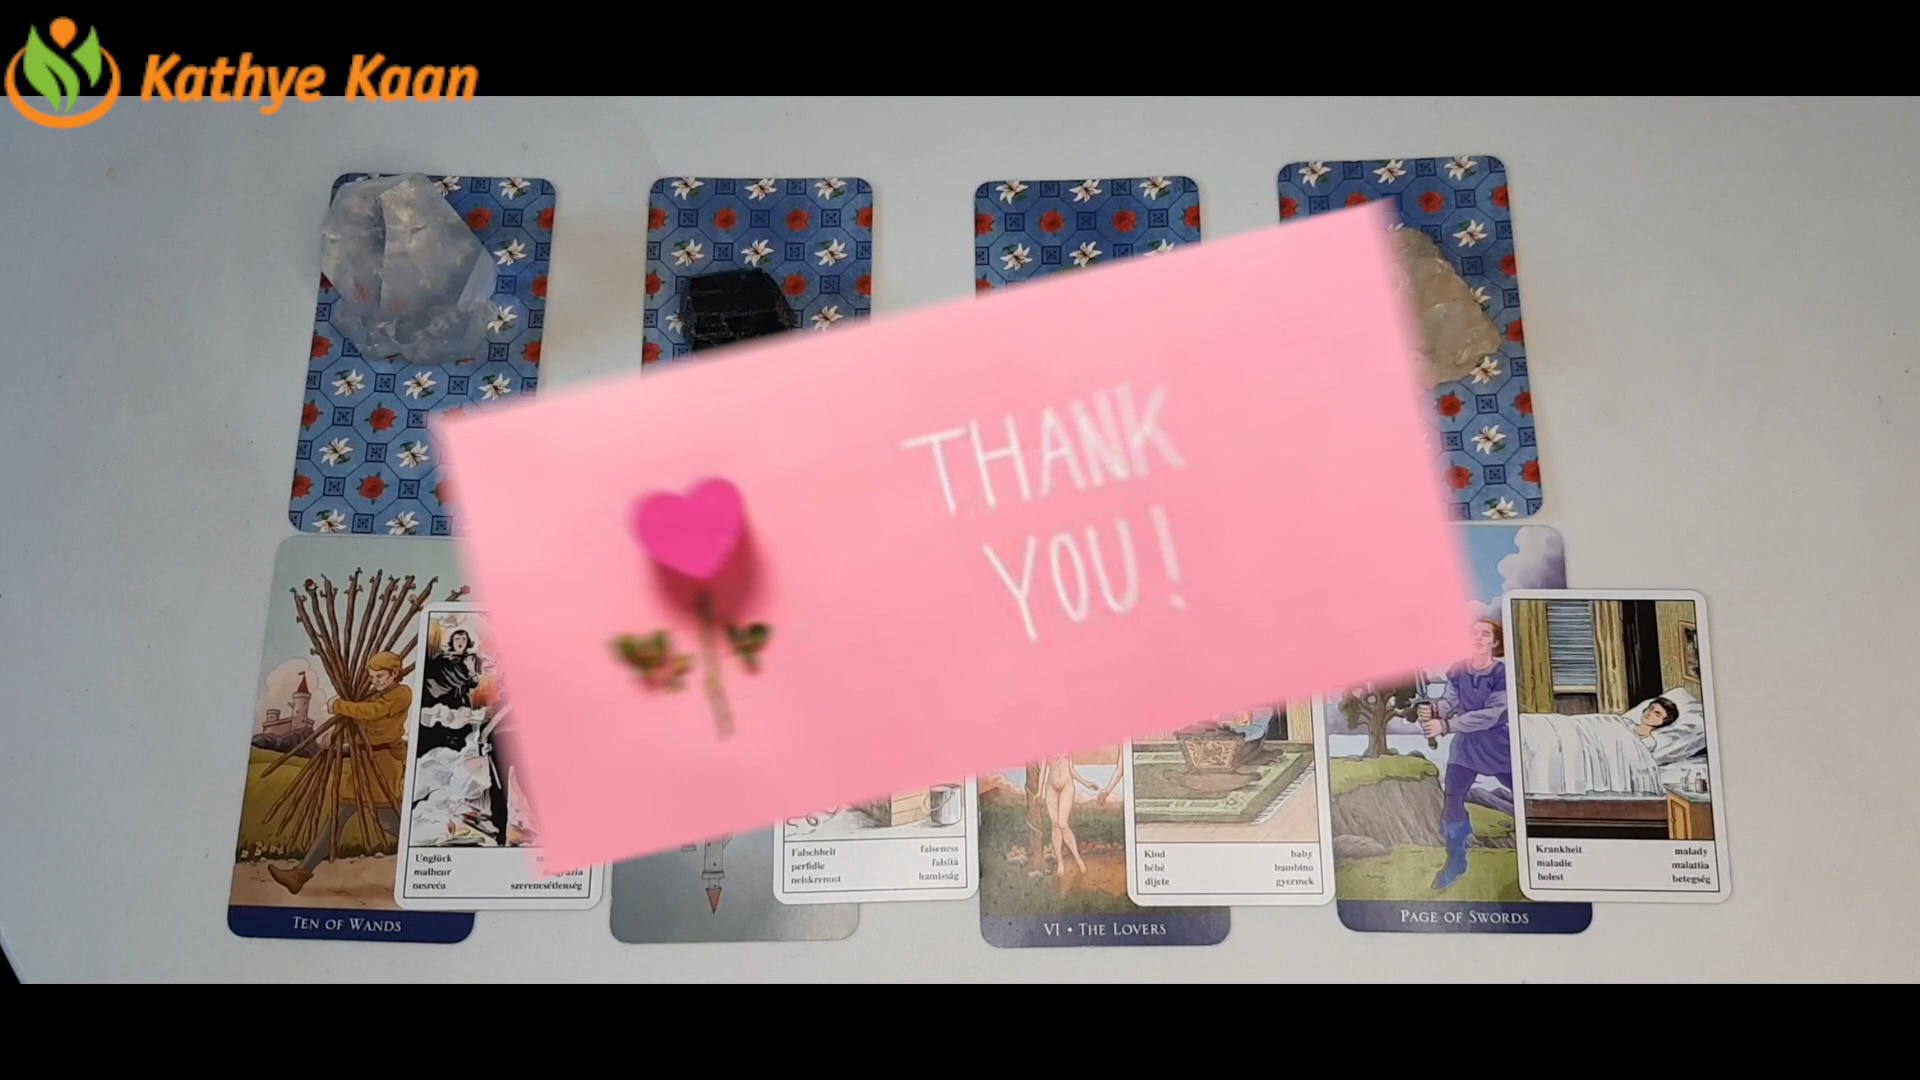 Kathye Kaan
THANK
YOU!
Unglück
malheur
nesreća
disgrazia
szerencsétlenség
TEN OF WANDS
Falschheit falseness
perfidie falsità
neiskrenost hamisság
Kind baby
bébé bambino
dijete gyermek
VI • THE LOVERS
Krankheit malady
maladie malattia
bolest betegség
PAGE OF SWORDS